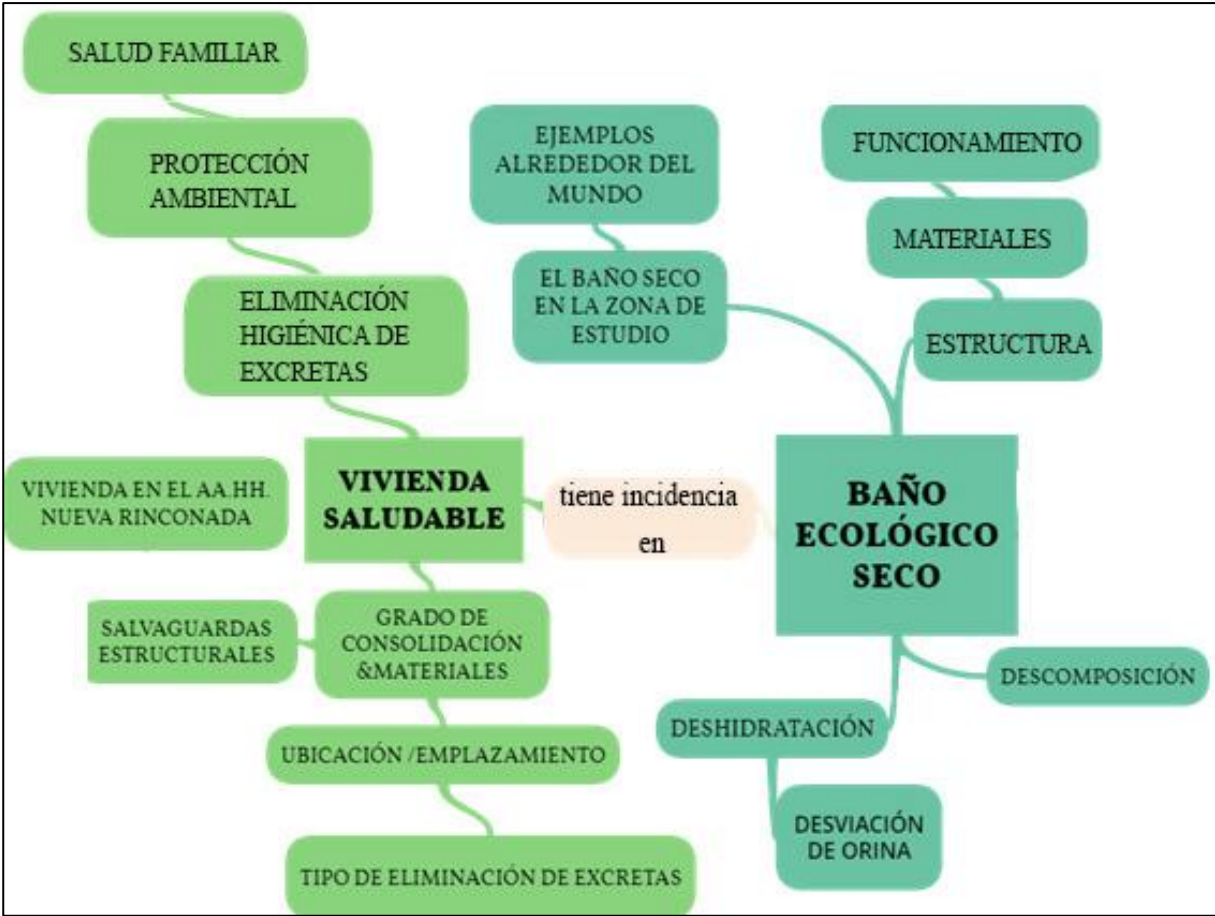 SALUD FAMILIAR
PROTECCIÓN
AMBIENTAL
ELIMINACIÓN
HIGIÉNICA DE
EXCRETAS
VIVIENDA
SALUDABLE
VIVIENDA EN EL AA.HH.
NUEVA RINCONADA
SALVAGUARDAS
ESTRUCTURALES
GRADO DE
CONSOLIDACIÓN
&MATERIALES
UBICACIÓN /EMPLAZAMIENTO
TIPO DE ELIMINACIÓN DE EXCRETAS
tiene incidencia
en
EJEMPLOS
ALREDEDOR DEL
MUNDO
EL BAÑO SECO
EN LA ZONA DE
ESTUDIO
FUNCIONAMIENTO
MATERIALES
ESTRUCTURA
BAÑO
ECOLÓGICO
SECO
DESCOMPOSICIÓN
DESHIDRATACIÓN
DESVIACIÓN
DE ORINA